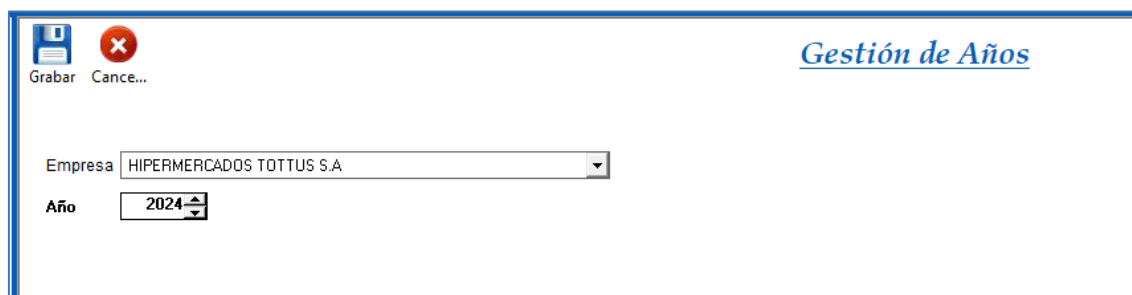 Gestión de Años
Grabar Cance...
Empresa HIPERMERCADOS TOTTUS S.A
Año 2024